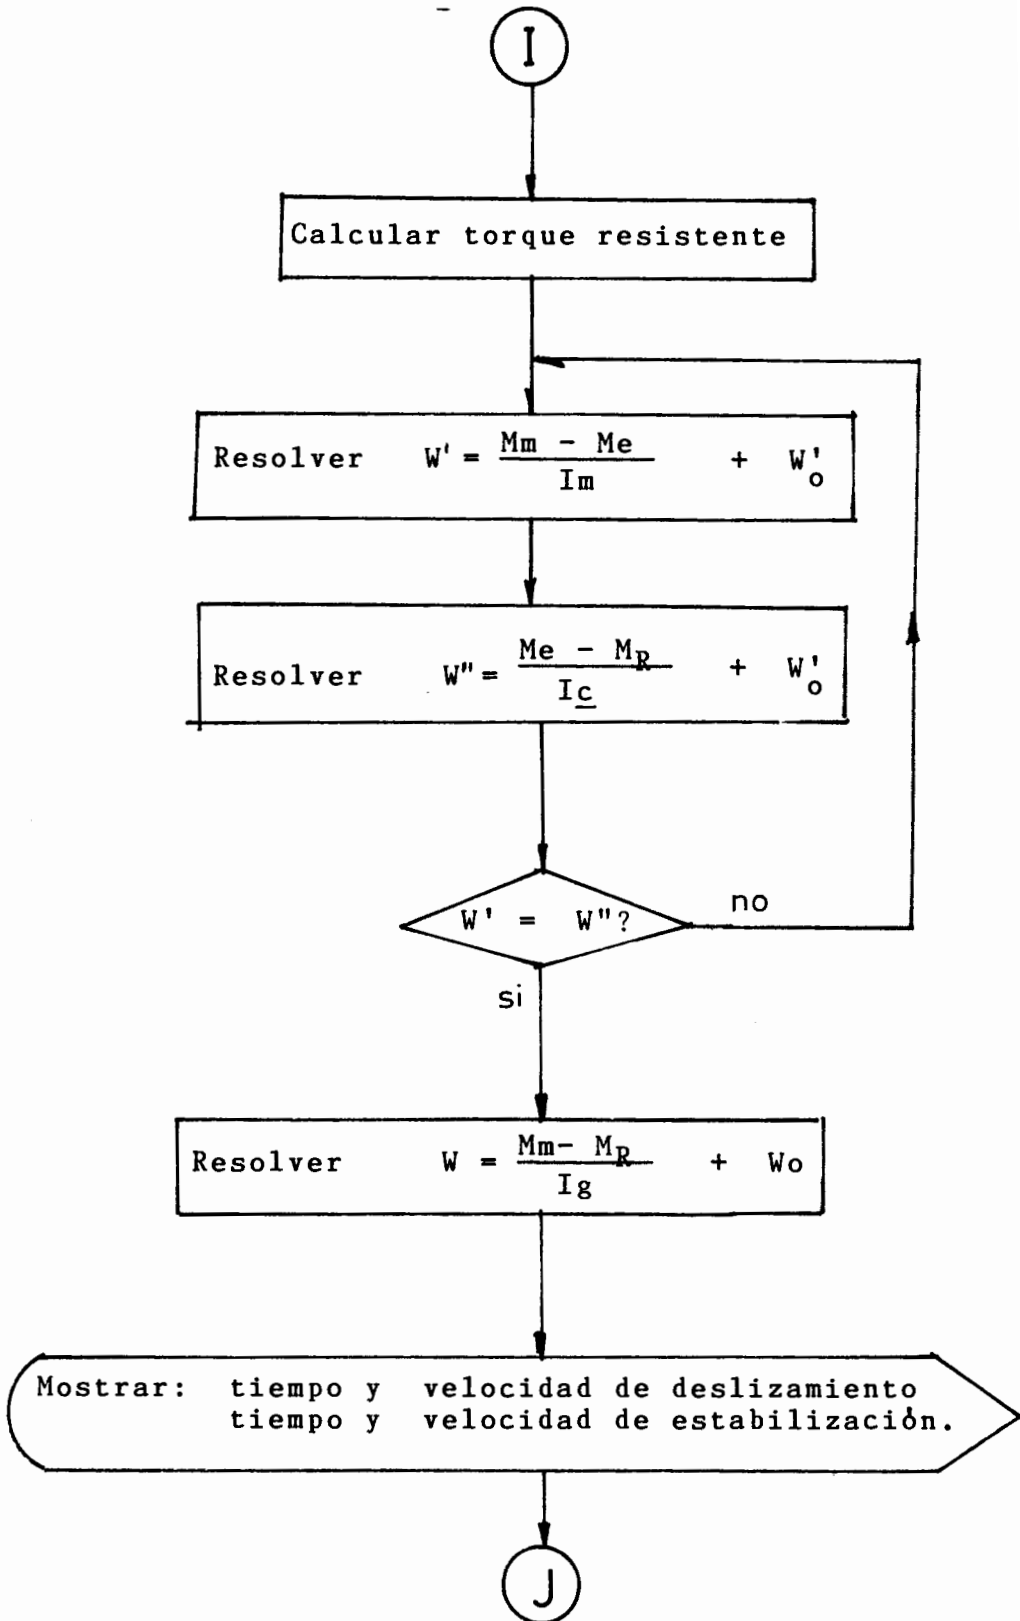 I
Calcular torque resistente
Resolver W' = Mm - Me / Im + W'o
Resolver W" = Me - MR / Ic + W'o
W' = W"?
no
si
Resolver W = Mm- MR / Ig + Wo
Mostrar: tiempo y velocidad de deslizamiento
tiempo y velocidad de estabilización.
J